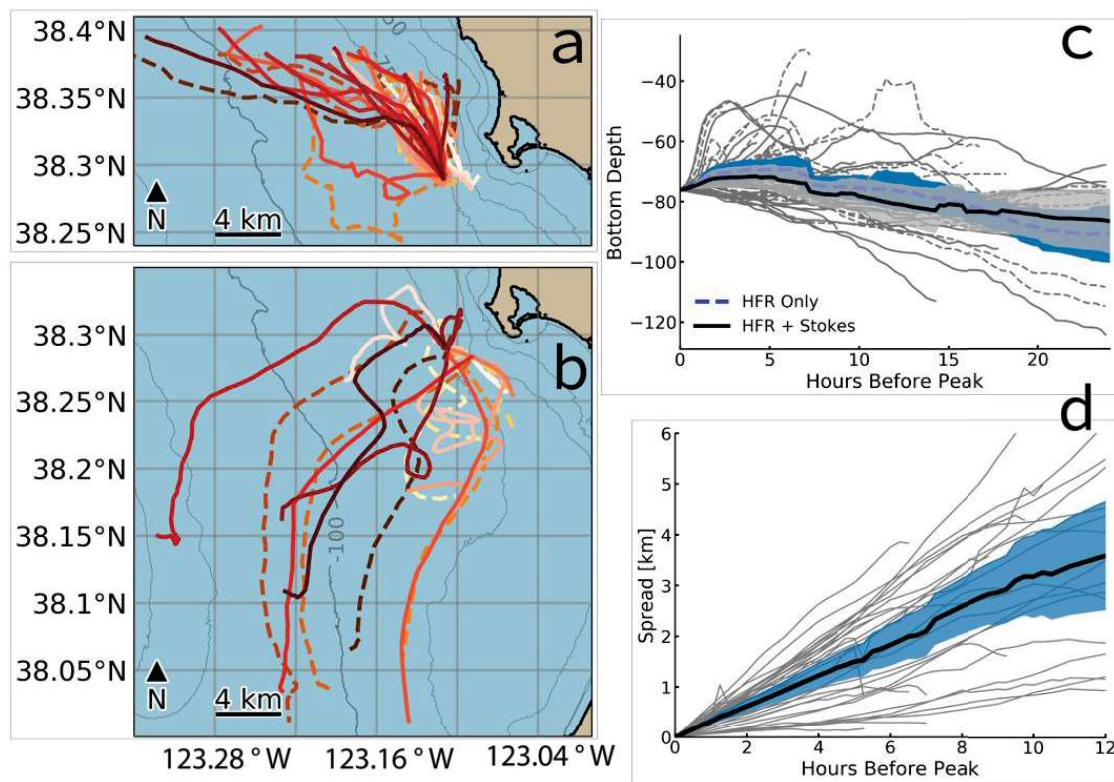 a
38.4°N
38.35°N
38.3°N
38.25°N
N
4 km
b
38.3°N
38.25°N
38.2°N
38.15°N
38.1°N
38.05°N
-100
N
4 km
123.28°W
123.16°W
123.04°W
c
−40
−60
−80
−100
−120
Bottom Depth
HFR Only
HFR + Stokes
0
5
10
15
20
Hours Before Peak
d
6
5
4
3
2
1
0
Spread [km]
0
2
4
6
8
10
12
Hours Before Peak